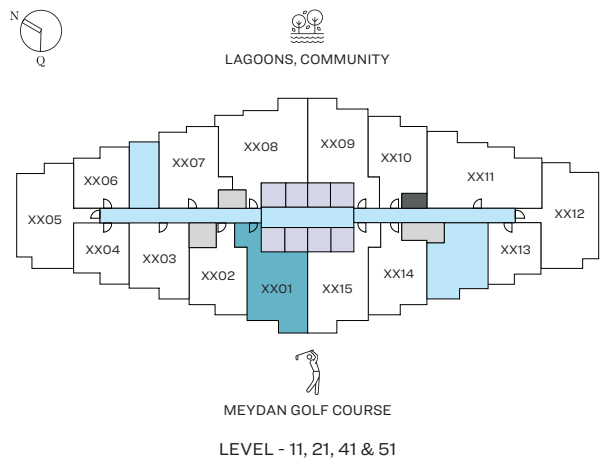 N
Q
LAGOONS, COMMUNITY
XX08
XX09
XX07
XX10
XX06
XX11
XX05
XX12
XX04
XX03
XX02
XX01
XX15
XX14
XX13
MEYDAN GOLF COURSE
LEVEL - 11, 21, 41 & 51